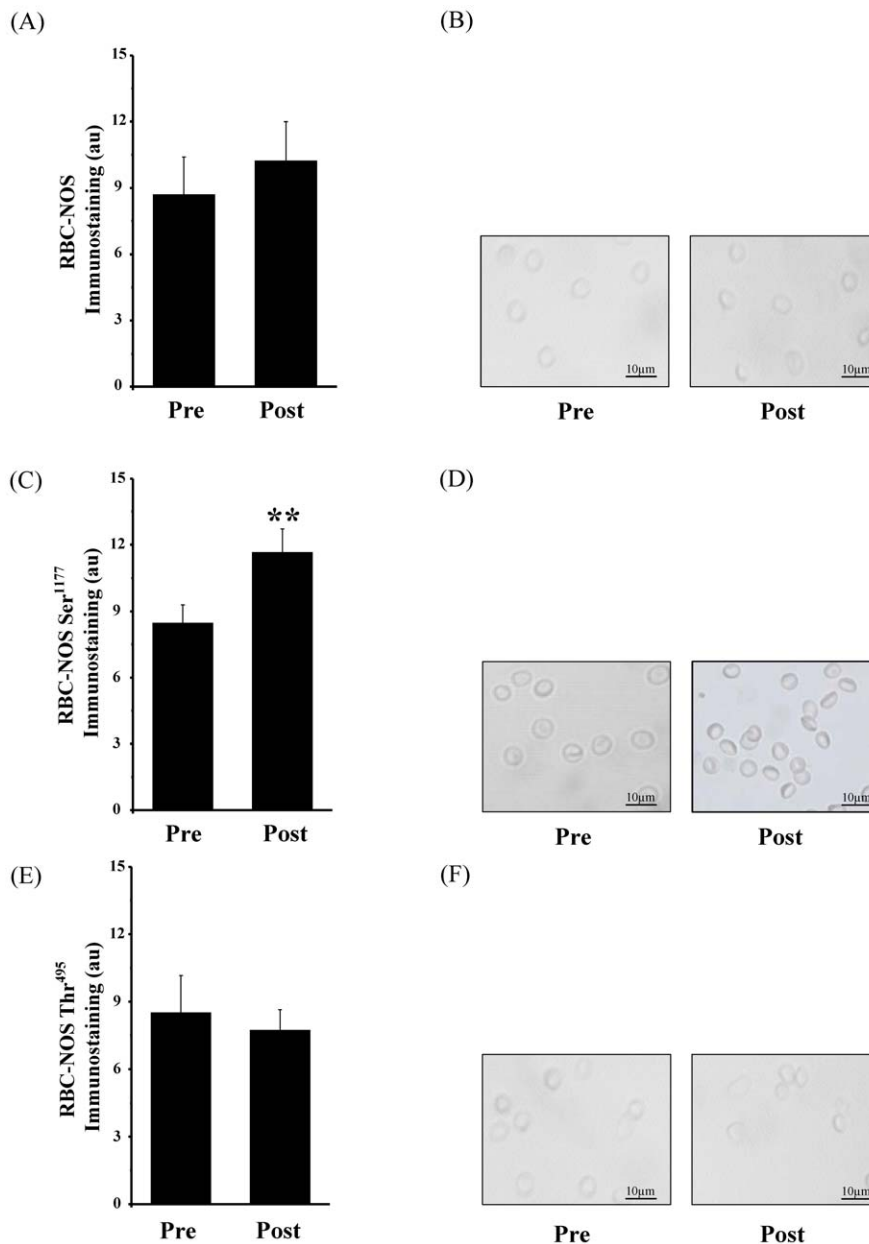 (A)
15
12
9
6
3
0
RBC-NOS
Immunostaining (au)
Pre Post
(B)
10µm 10µm
Pre Post
(C)
15
12
9
6
3
0
RBC-NOS Ser¹¹⁷⁷
Immunostaining (au)
**
Pre Post
(D)
10µm 10µm
Pre Post
(E)
15
12
9
6
3
0
RBC-NOS Thr⁴⁹⁵
Immunostaining (au)
Pre Post
(F)
10µm 10µm
Pre Post